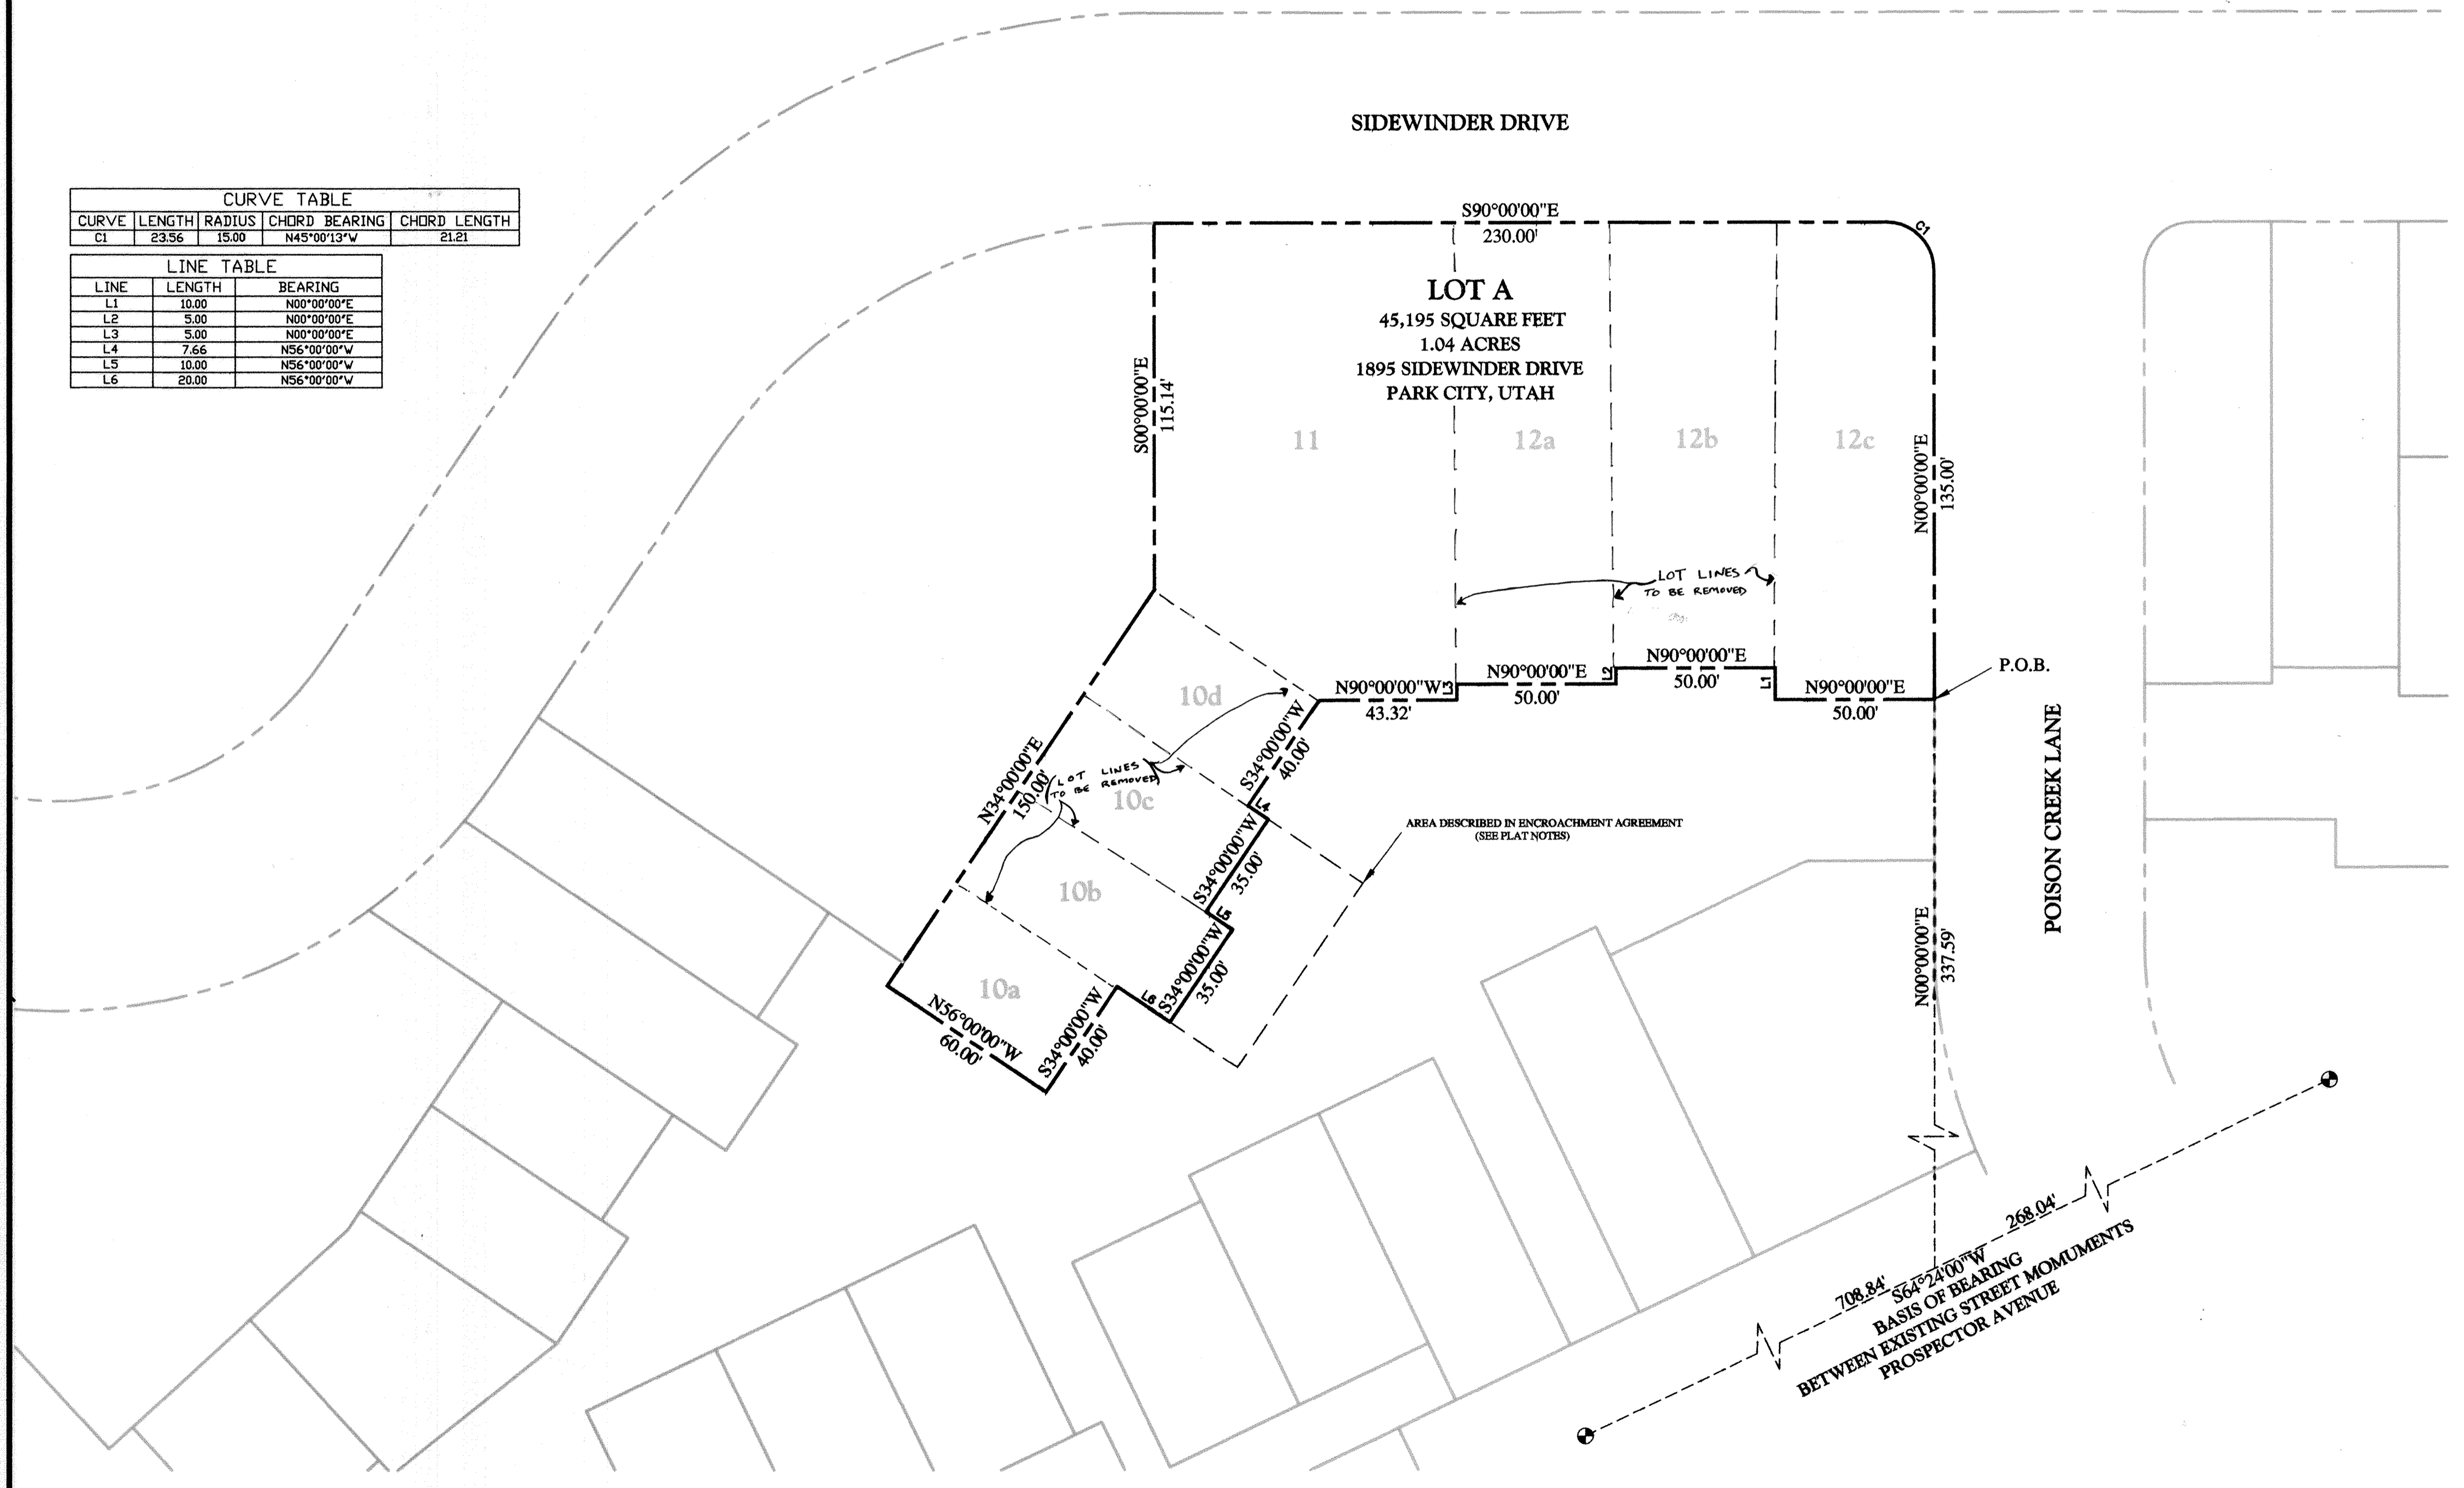 SIDEWINDER DRIVE
CURVE TABLE
CURVE LENGTH RADIUS CHORD BEARING CHORD LENGTH
C1 23.56 15.00 N45°00'13"W 21.21
LINE TABLE
LINE LENGTH BEARING
L1 10.00 N00°00'00"E
L2 5.00 N00°00'00"E
L3 5.00 N00°00'00"E
L4 7.66 N56°00'00"W
L5 10.00 N56°00'00"W
L6 20.00 N56°00'00"W
S90°00'00"E
230.00'
C1
LOT A
45,195 SQUARE FEET
1.04 ACRES
1895 SIDEWINDER DRIVE
PARK CITY, UTAH
S00°00'00"E
115.14'
11
12a
12b
12c
N00°00'00"E
135.00'
LOT LINES
TO BE REMOVED
N90°00'00"W
43.32'
L3
N90°00'00"E
50.00'
L2
N90°00'00"E
50.00'
L1
N90°00'00"E
50.00'
P.O.B.
10d
S34°00'00"W
40.00'
N34°00'00"E
150.00'
LOT LINES
TO BE REMOVED
10c
L4
S34°00'00"W
35.00'
AREA DESCRIBED IN ENCROACHMENT AGREEMENT
(SEE PLAT NOTES)
POISON CREEK LANE
10b
L5
S34°00'00"W
35.00'
10a
L6
N56°00'00"W
60.00'
S34°00'00"W
40.00'
N00°00'00"E
337.59'
268.04'
708.84'
S64°24'00"W
BASIS OF BEARING
BETWEEN EXISTING STREET MOMUMENTS
PROSPECTOR AVENUE